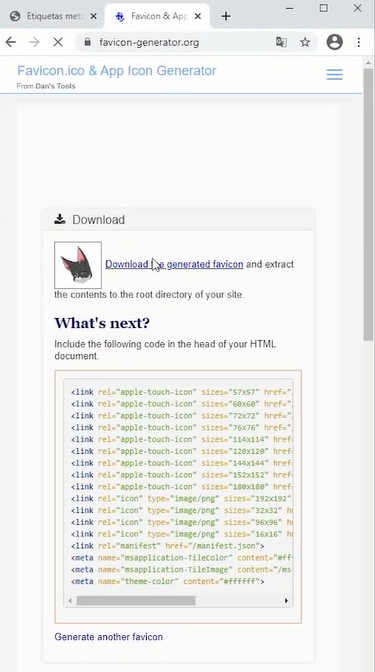 Etiquetas meta
Favicon & App
favicon-generator.org
Favicon.ico & App Icon Generator
From Dan's Tools
Download
Download the generated favicon and extract
the contents to the root directory of your site.
What's next?
Include the following code in the head of your HTML
document.
<link rel="apple-touch-icon" sizes="57x57" href="
<link rel="apple-touch-icon" sizes="60x60" href="
<link rel="apple-touch-icon" sizes="72x72" href="
<link rel="apple-touch-icon" sizes="76x76" href="
<link rel="apple-touch-icon" sizes="114x114" href
<link rel="apple-touch-icon" sizes="120x120" href
<link rel="apple-touch-icon" sizes="144x144" href
<link rel="apple-touch-icon" sizes="152x152" href
<link rel="apple-touch-icon" sizes="180x180" href
<link rel="icon" type="image/png" sizes="192x192"
<link rel="icon" type="image/png" sizes="32x32" h
<link rel="icon" type="image/png" sizes="96x96" h
<link rel="icon" type="image/png" sizes="16x16" h
<link rel="manifest" href="/manifest.json">
<meta name="msapplication-TileColor" content="#ff
<meta name="msapplication-TileImage" content="/ms
<meta name="theme-color" content="#ffffff">
Generate another favicon